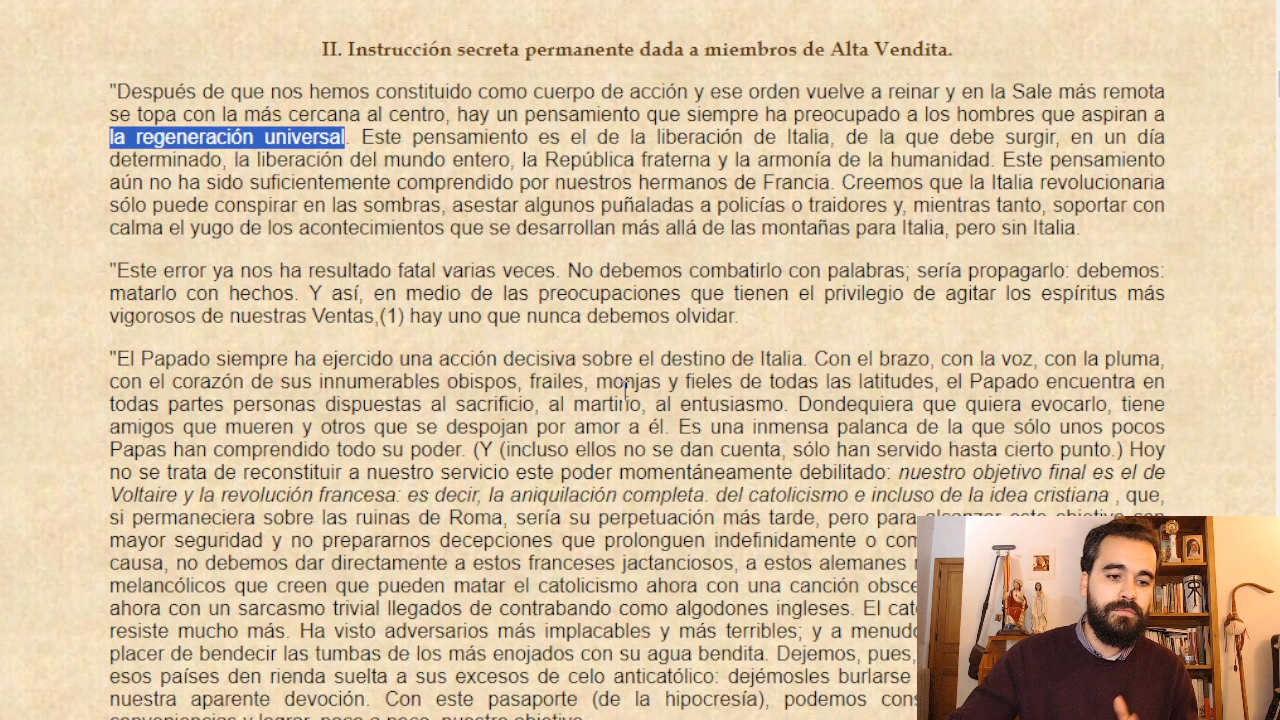 II. Instrucción secreta permanente dada a miembros de Alta Vendita.
"Después de que nos hemos constituido como cuerpo de acción y ese orden vuelve a reinar y en la Sale más remota
se topa con la más cercana al centro, hay un pensamiento que siempre ha preocupado a los hombres que aspiran a
la regeneración universal. Este pensamiento es el de la liberación de Italia, de la que debe surgir, en un día
determinado, la liberación del mundo entero, la República fraterna y la armonía de la humanidad. Este pensamiento
aún no ha sido suficientemente comprendido por nuestros hermanos de Francia. Creemos que la Italia revolucionaria
sólo puede conspirar en las sombras, asestar algunos puñaladas a policías o traidores y, mientras tanto, soportar con
calma el yugo de los acontecimientos que se desarrollan más allá de las montañas para Italia, pero sin Italia.
"Este error ya nos ha resultado fatal varias veces. No debemos combatirlo con palabras; sería propagarlo: debemos:
matarlo con hechos. Y así, en medio de las preocupaciones que tienen el privilegio de agitar los espíritus más
vigorosos de nuestras Ventas,(1) hay uno que nunca debemos olvidar.
"El Papado siempre ha ejercido una acción decisiva sobre el destino de Italia. Con el brazo, con la voz, con la pluma,
con el corazón de sus innumerables obispos, frailes, monjas y fieles de todas las latitudes, el Papado encuentra en
todas partes personas dispuestas al sacrificio, al martirio, al entusiasmo. Dondequiera que quiera evocarlo, tiene
amigos que mueren y otros que se despojan por amor a él. Es una inmensa palanca de la que sólo unos pocos
Papas han comprendido todo su poder. (Y (incluso ellos no se dan cuenta, sólo han servido hasta cierto punto.) Hoy
no se trata de reconstituir a nuestro servicio este poder momentáneamente debilitado: nuestro objetivo final es el de
Voltaire y la revolución francesa: es decir, la aniquilación completa. del catolicismo e incluso de la idea cristiana , que,
si permaneciera sobre las ruinas de Roma, sería su perpetuación más tarde, pero para
mayor seguridad y no prepararnos decepciones que prolonguen indefinidamente o
causa, no debemos dar directamente a estos franceses jactanciosos, a estos alemanes
melancólicos que creen que pueden matar el catolicismo ahora con una canción
ahora con un sarcasmo trivial llegados de contrabando como algodones ingleses. El
resiste mucho más. Ha visto adversarios más implacables y más terribles; y a
placer de bendecir las tumbas de los más enojados con su agua bendita. Dejemos, pues,
esos países den rienda suelta a sus excesos de celo anticatólico: dejémosles burlarse
nuestra aparente devoción. Con este pasaporte (de la hipocresía), podemos
conveniencias y lograr, poco a poco, nuestro objetivo.